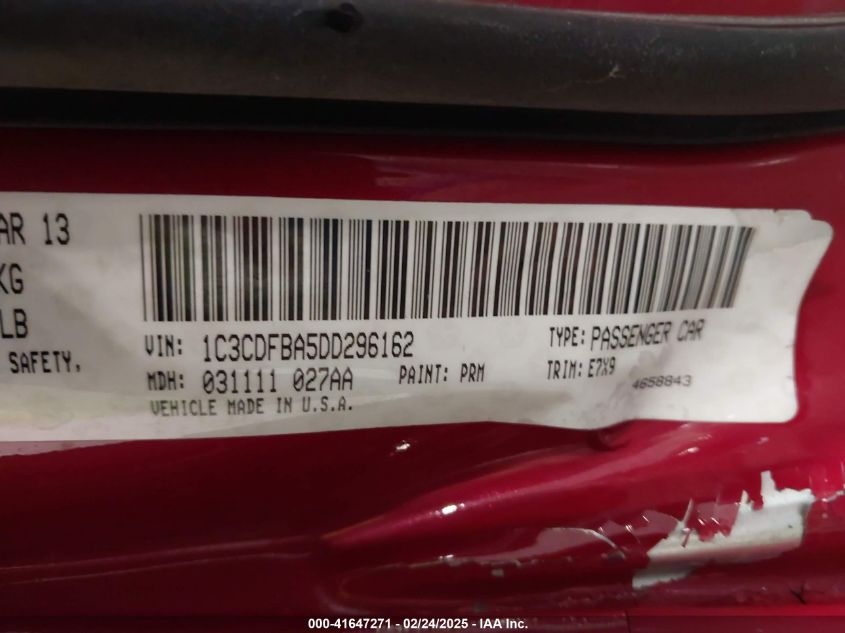 AR 13
KG
LB
SAFETY,
VIN: 1C3CDFBA5DD296162
TYPE: PASSENGER CAR
MDH: 031111 027AA
PAINT: PRM
TRIM: E7X9
VEHICLE MADE IN U.S.A.
4658843
000-41647271 - 02/24/2025 - IAA Inc.